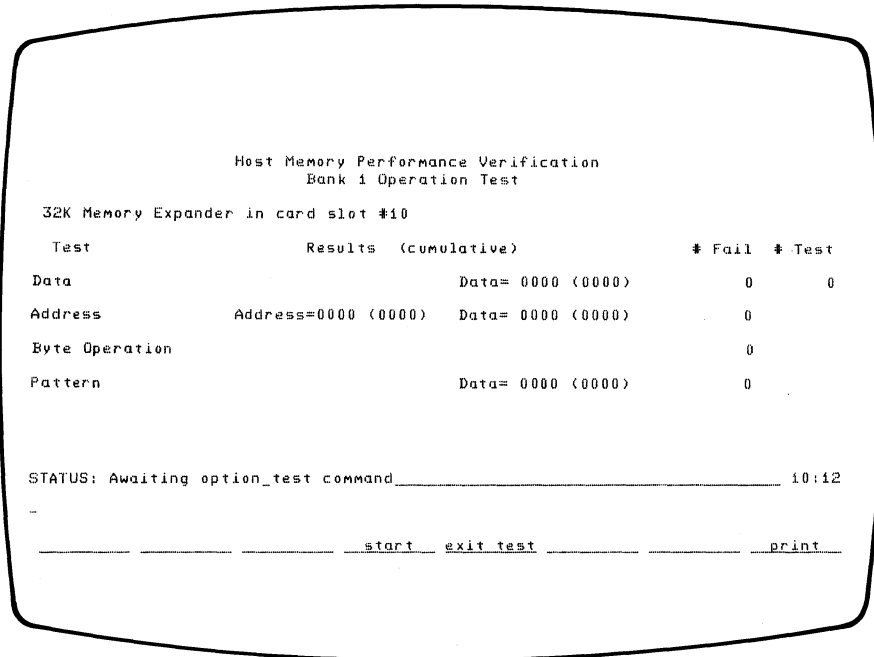 Host Memory Performance Verification
Bank 1 Operation Test
32K Memory Expander in card slot #10
Test Results (cumulative) # Fail # Test
Data Data= 0000 (0000) 0 0
Address Address=0000 (0000) Data= 0000 (0000) 0
Byte Operation 0
Pattern Data= 0000 (0000) 0
STATUS: Awaiting option_test command 10:12
start exit test print